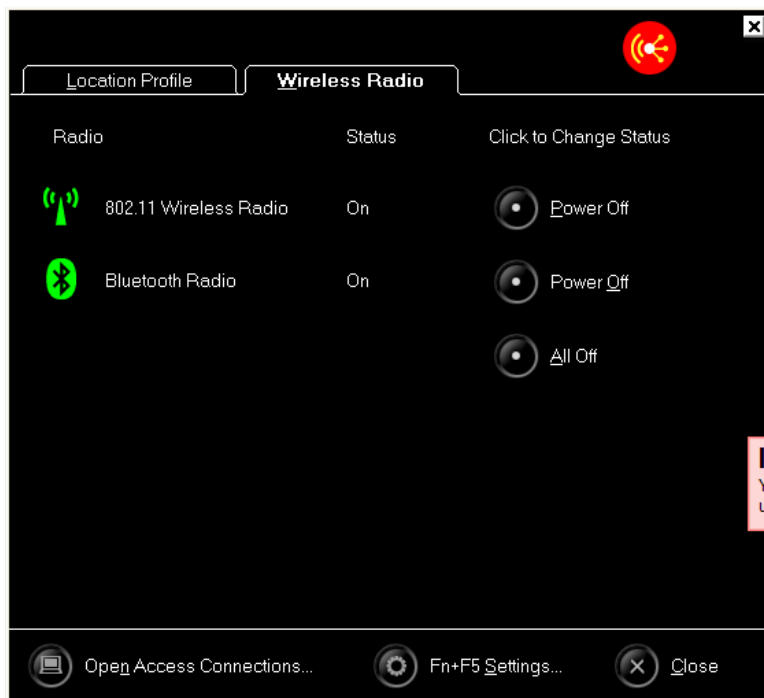 Location Profile Wireless Radio
Radio Status Click to Change Status
802.11 Wireless Radio On Power Off
Bluetooth Radio On Power Off
All Off
Open Access Connections... Fn+F5 Settings... Close